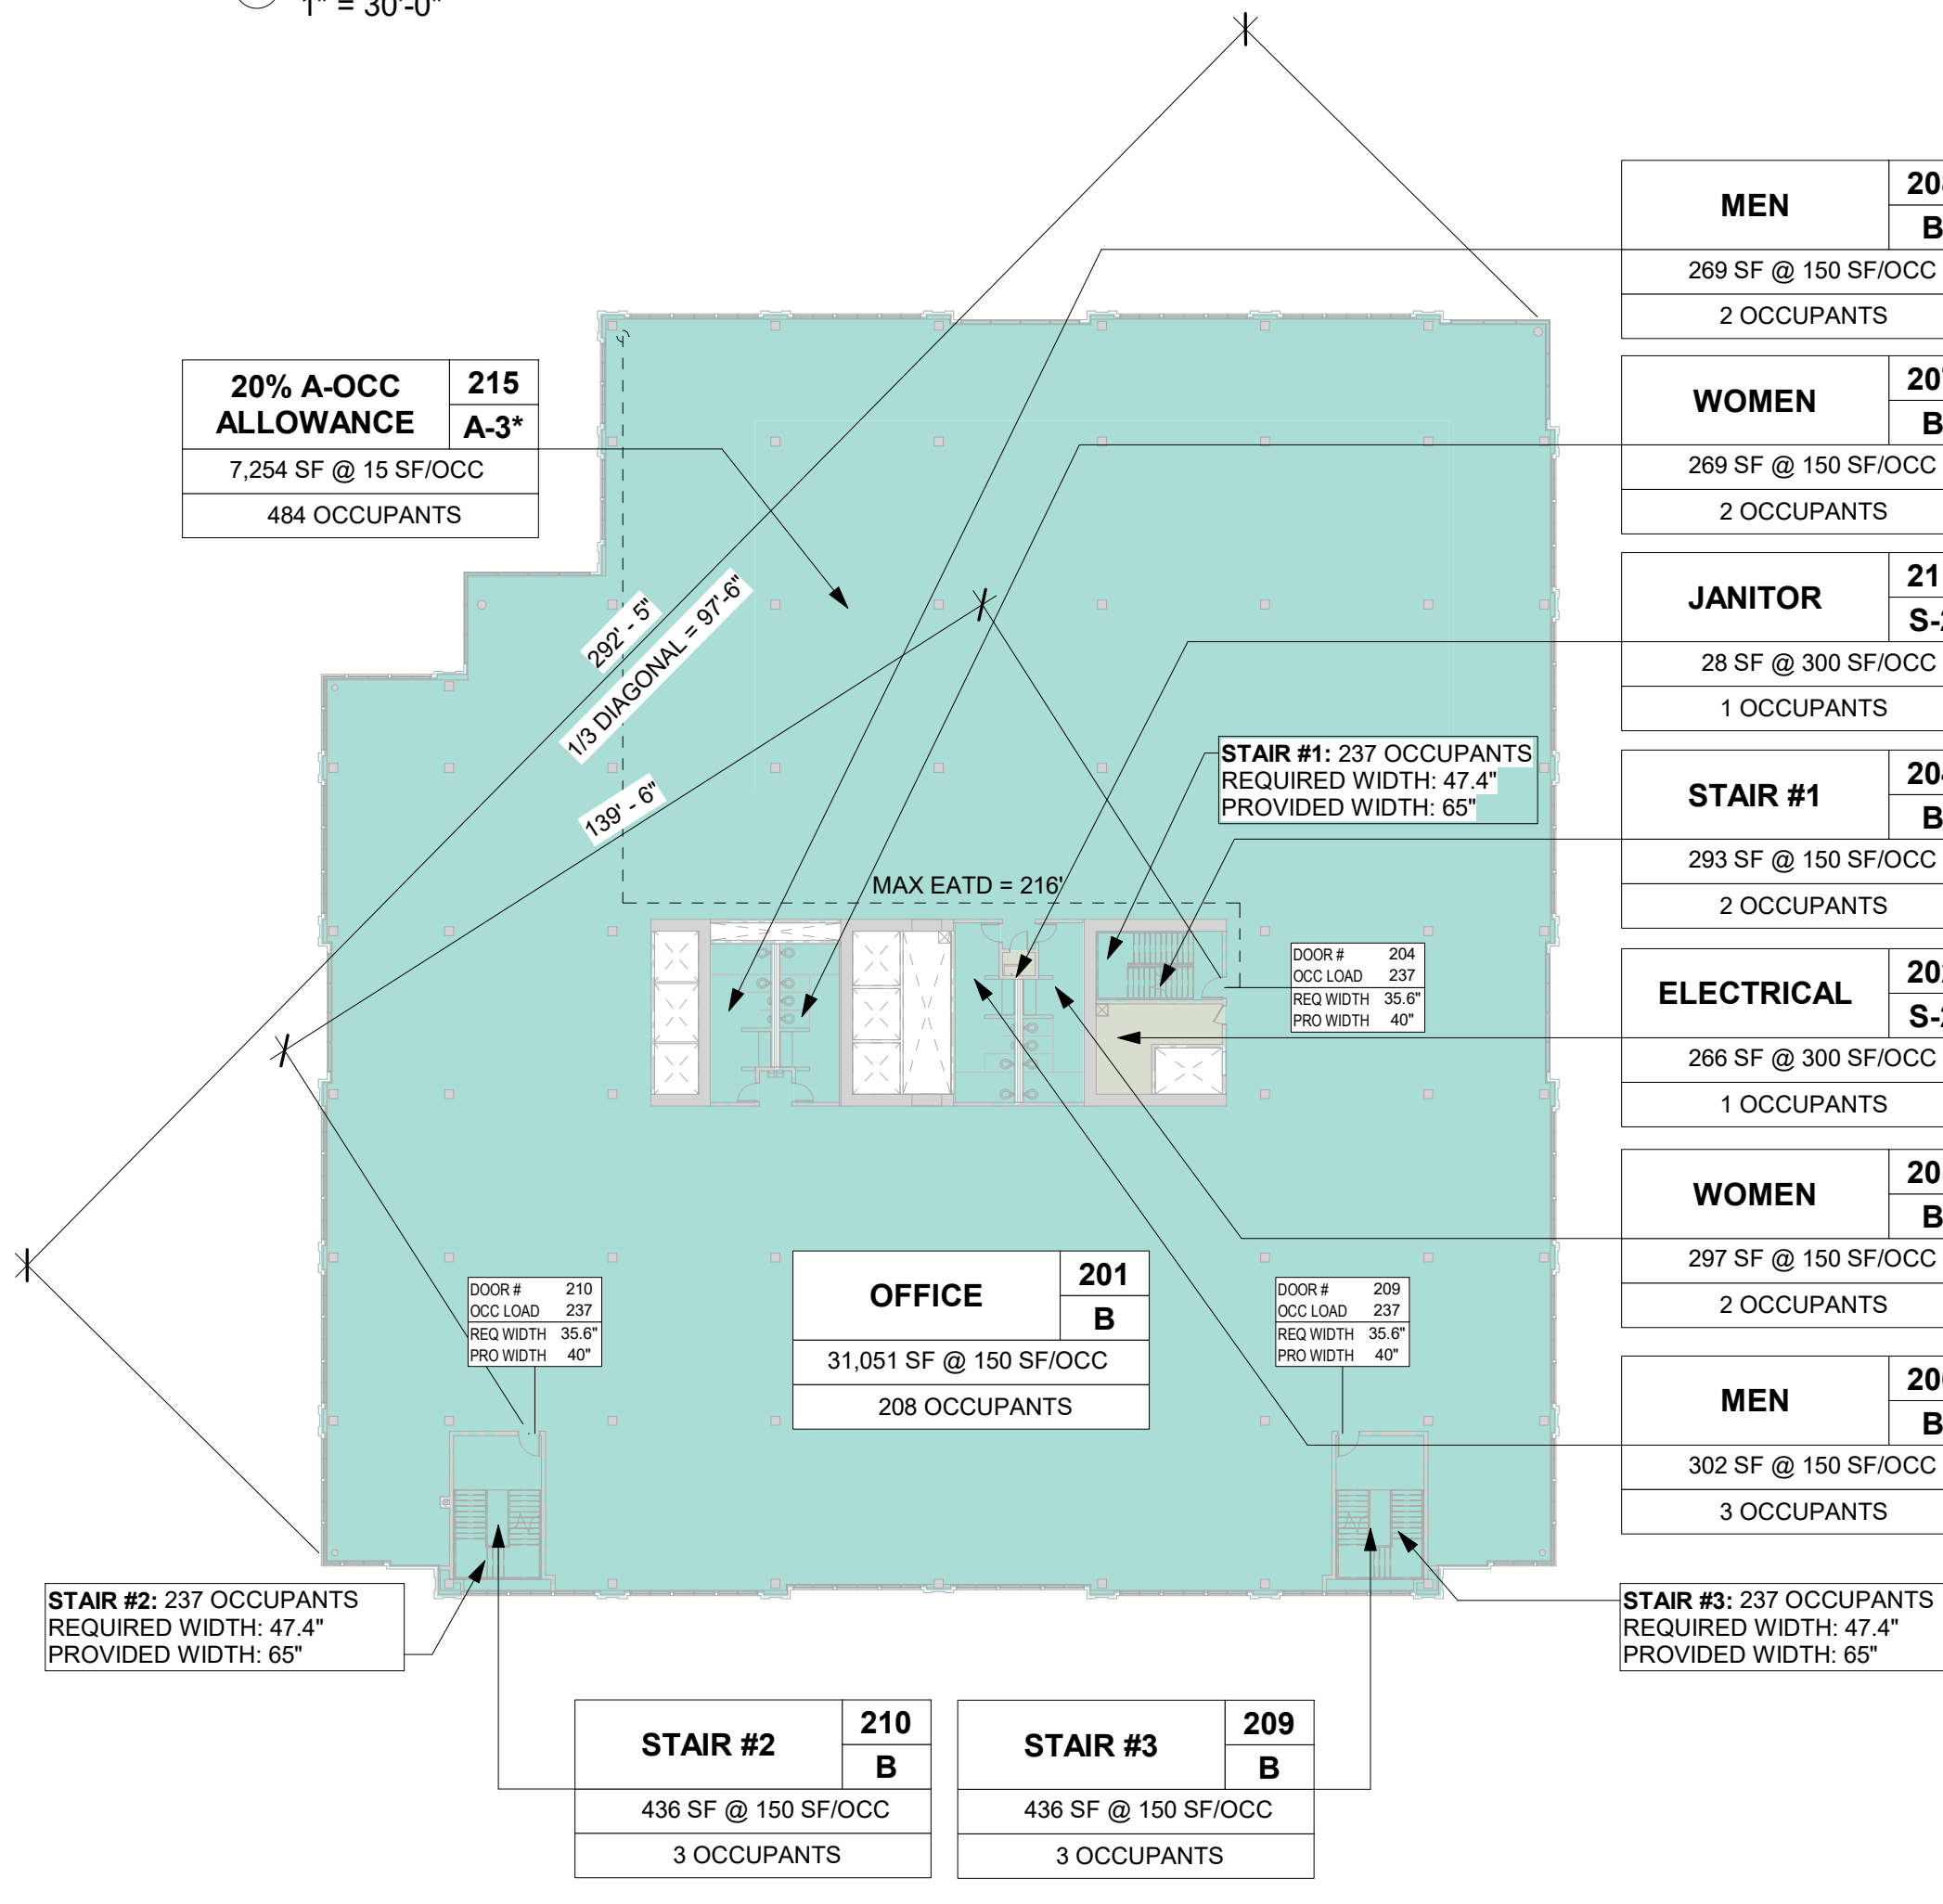 1" = 30'-0"
MEN
B
269 SF @ 150 SF/OCC
2 OCCUPANTS
20% A-OCC
ALLOWANCE
215
A-3*
7,254 SF @ 15 SF/OCC
484 OCCUPANTS
WOMEN
B
269 SF @ 150 SF/OCC
2 OCCUPANTS
292' - 5"
1/3 DIAGONAL = 97'-6"
JANITOR
28 SF @ 300 SF/OCC
1 OCCUPANTS
139' - 6"
STAIR #1: 237 OCCUPANTS
REQUIRED WIDTH: 47.4"
PROVIDED WIDTH: 65"
STAIR #1
B
293 SF @ 150 SF/OCC
2 OCCUPANTS
MAX EATD = 216'
DOOR # 204
OCC LOAD 237
REQ WIDTH 35.6"
PRO WIDTH 40"
ELECTRICAL
266 SF @ 300 SF/OCC
1 OCCUPANTS
WOMEN
B
297 SF @ 150 SF/OCC
2 OCCUPANTS
DOOR # 210
OCC LOAD 237
REQ WIDTH 35.6"
PRO WIDTH 40"
OFFICE
201
B
31,051 SF @ 150 SF/OCC
208 OCCUPANTS
DOOR # 209
OCC LOAD 237
REQ WIDTH 35.6"
PRO WIDTH 40"
MEN
B
302 SF @ 150 SF/OCC
3 OCCUPANTS
STAIR #2: 237 OCCUPANTS
REQUIRED WIDTH: 47.4"
PROVIDED WIDTH: 65"
STAIR #3: 237 OCCUPANTS
REQUIRED WIDTH: 47.4"
PROVIDED WIDTH: 65"
STAIR #2
210
B
436 SF @ 150 SF/OCC
3 OCCUPANTS
STAIR #3
209
B
436 SF @ 150 SF/OCC
3 OCCUPANTS